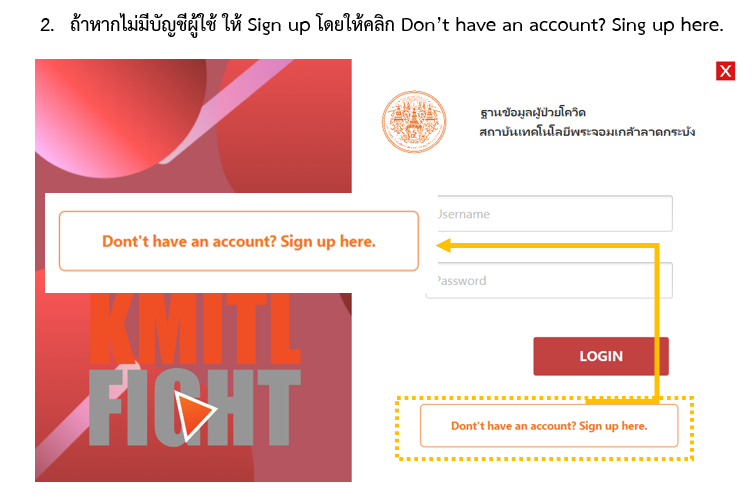 2. ถ้าหากไม่มีบัญชีผู้ใช้ ให้ Sign up โดยให้คลิก Don’t have an account? Sing up here.
X
ฐานข้อมูลผู้ป่วยโควิด
สถาบันเทคโนโลยีพระจอมเกล้าลาดกระบัง
Username
Dont't have an account? Sign up here.
Password
KMITL
FIGHT
LOGIN
Dont't have an account? Sign up here.